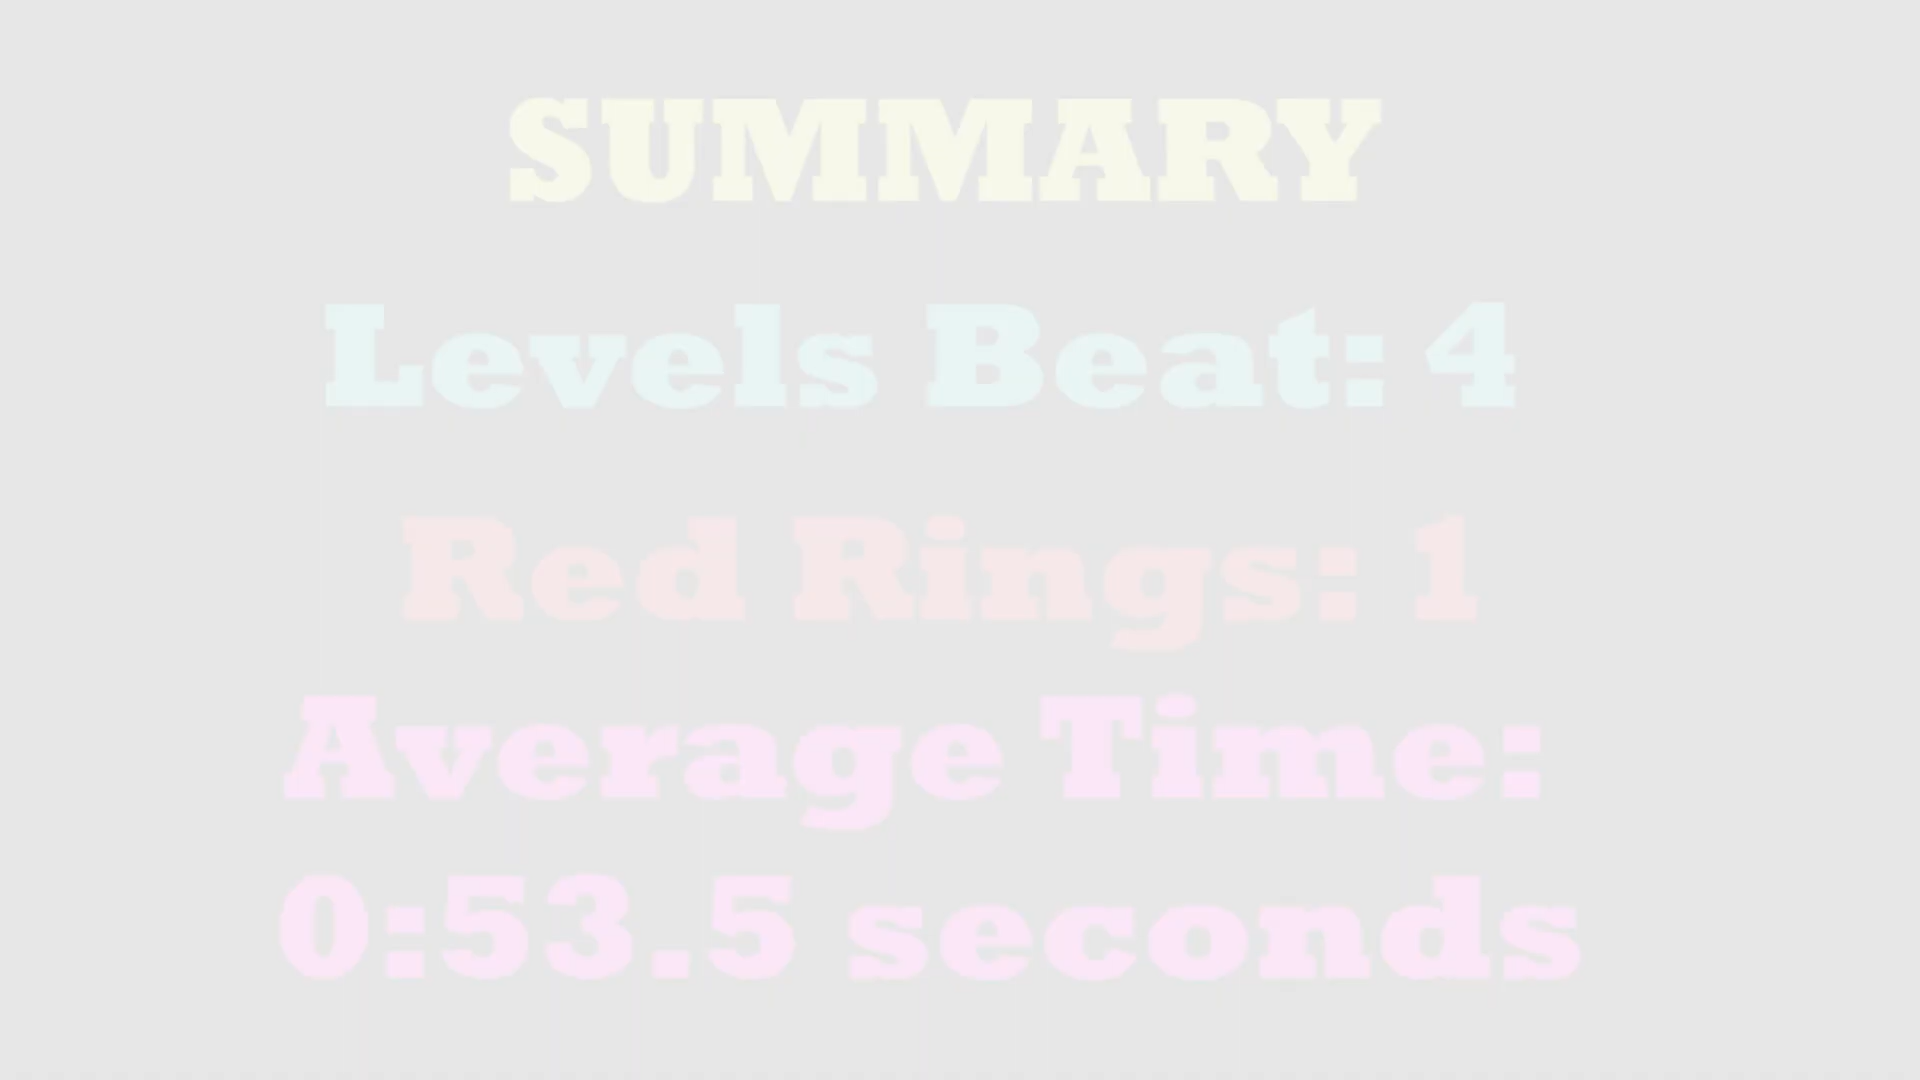 SUMMARY
Levels Beat: 4
Red Rings: 1
Average Time:
0:53.5 seconds